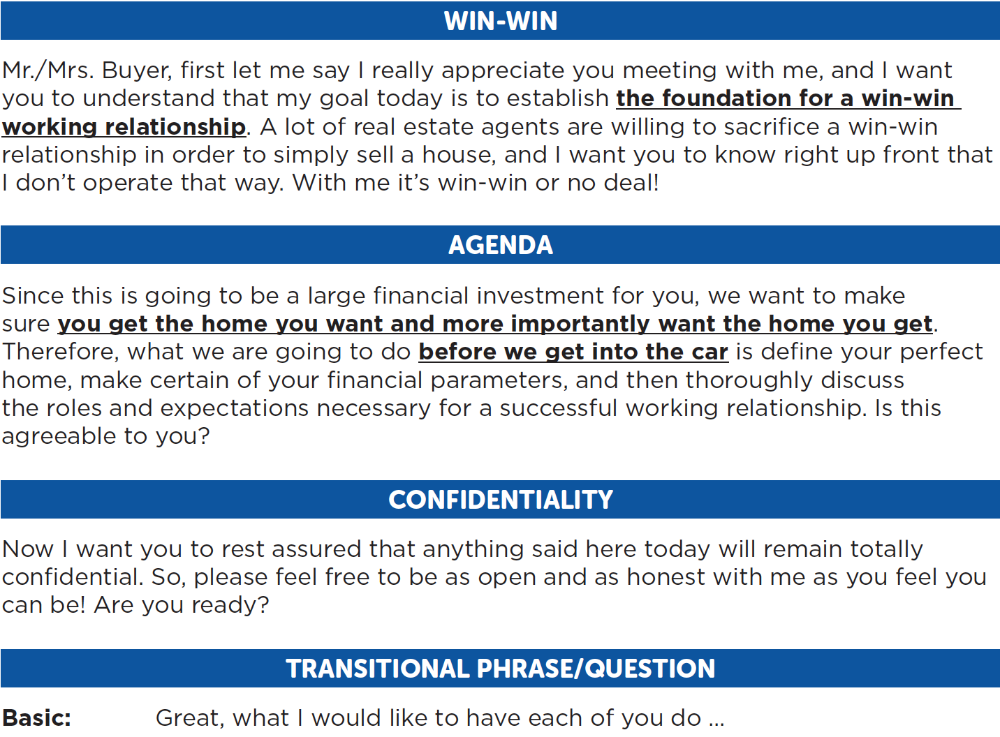 WIN-WIN
Mr./Mrs. Buyer, first let me say I really appreciate you meeting with me, and I want
you to understand that my goal today is to establish the foundation for a win-win
working relationship. A lot of real estate agents are willing to sacrifice a win-win
relationship in order to simply sell a house, and I want you to know right up front that
I don’t operate that way. With me it’s win-win or no deal!
AGENDA
Since this is going to be a large financial investment for you, we want to make
sure you get the home you want and more importantly want the home you get.
Therefore, what we are going to do before we get into the car is define your perfect
home, make certain of your financial parameters, and then thoroughly discuss
the roles and expectations necessary for a successful working relationship. Is this
agreeable to you?
CONFIDENTIALITY
Now I want you to rest assured that anything said here today will remain totally
confidential. So, please feel free to be as open and as honest with me as you feel you
can be! Are you ready?
TRANSITIONAL PHRASE/QUESTION
Basic: Great, what I would like to have each of you do ...